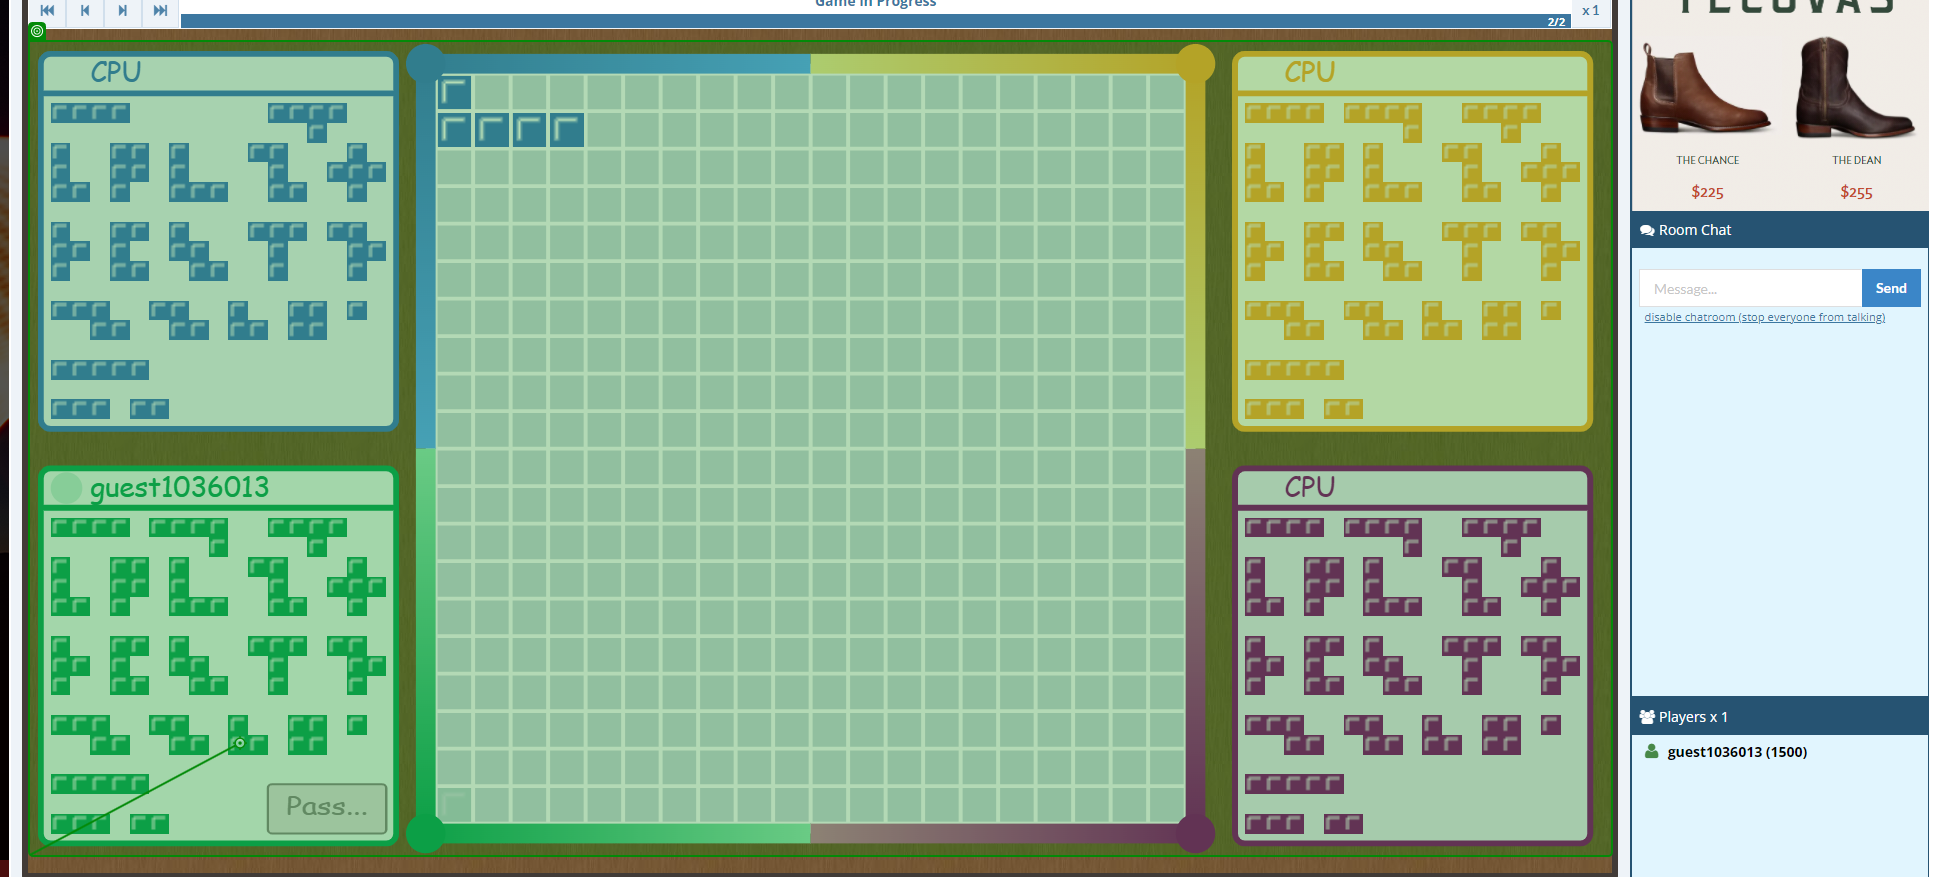 Game in Progress
x 1
2/2
CPU
CPU
guest1036013
CPU
Pass...
THE CHANCE
THE DEAN
$225
$255
Room Chat
Message...
Send
disable chatroom (stop everyone from talking)
Players x 1
guest1036013 (1500)